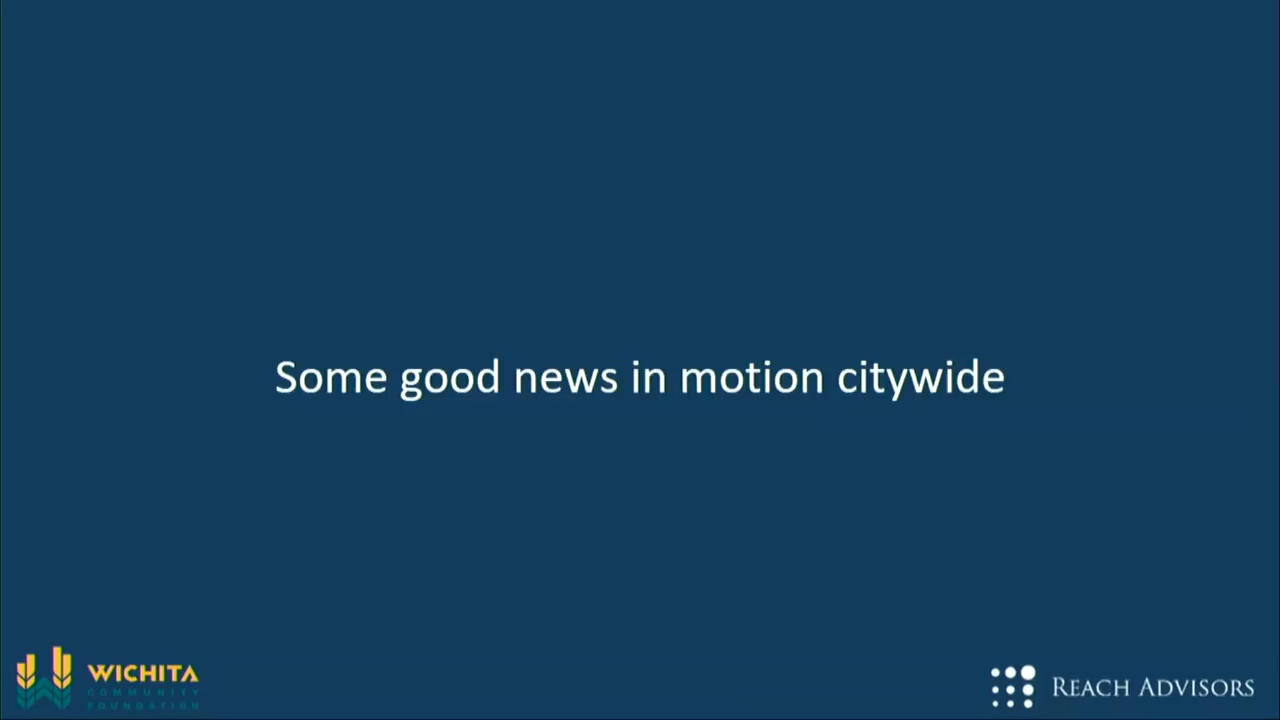 Some good news in motion citywide
WICHITA
COMMUNITY
FOUNDATION
REACH ADVISORS